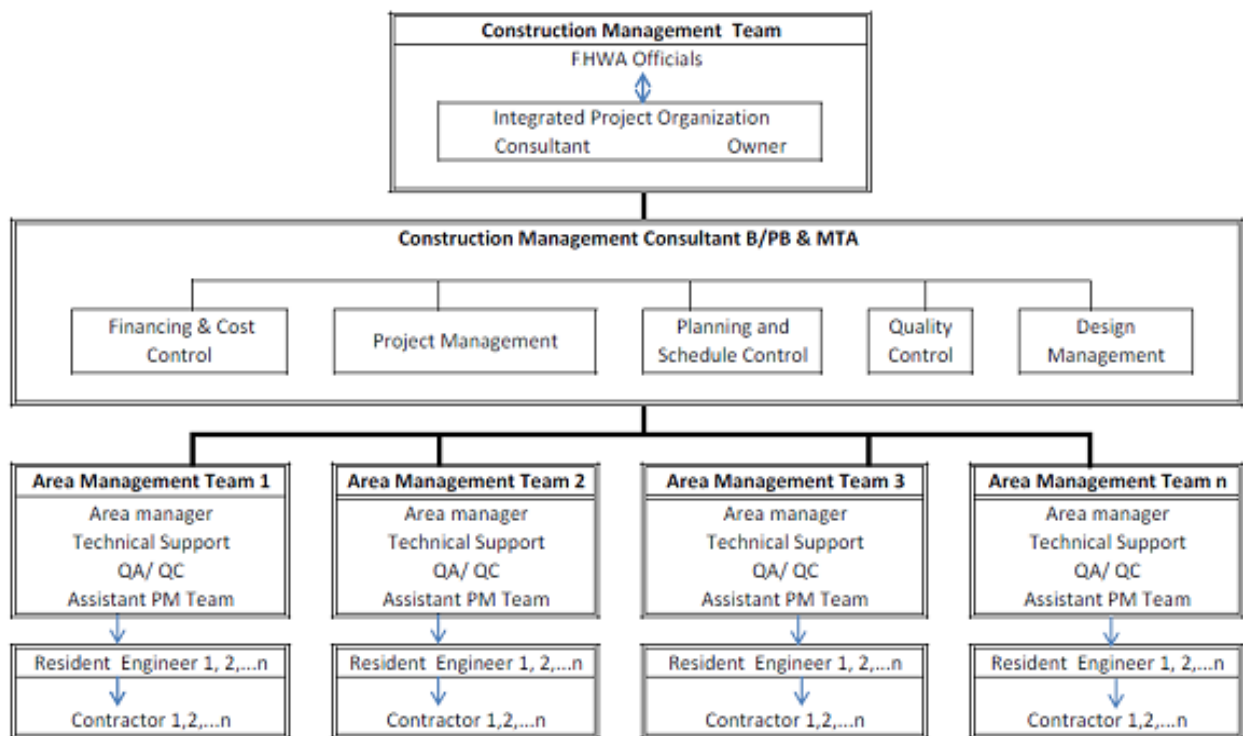 Construction Management Team
FHWA Officials
Integrated Project Organization
Consultant Owner
Construction Management Consultant B/PB & MTA
Financing & Cost
Control
Project Management
Planning and
Schedule Control
Quality
Control
Design
Management
Area Management Team 1
Area manager
Technical Support
QA/ QC
Assistant PM Team
Resident Engineer 1, 2,...n
Contractor 1,2,...n
Area Management Team 2
Area manager
Technical Support
QA/ QC
Assistant PM Team
Resident Engineer 1, 2,...n
Contractor 1,2,...n
Area Management Team 3
Area manager
Technical Support
QA/ QC
Assistant PM Team
Resident Engineer 1, 2,...n
Contractor 1,2,...n
Area Management Team n
Area manager
Technical Support
QA/ QC
Assistant PM Team
Resident Engineer 1, 2,...n
Contractor 1,2,...n